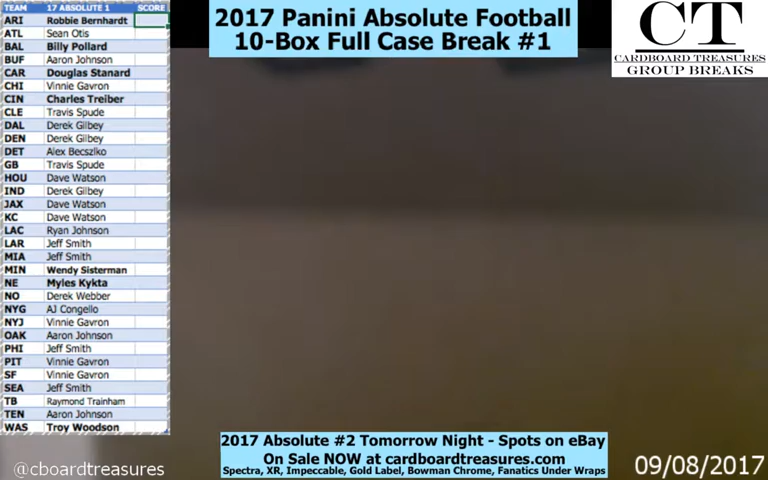 TEAM 17 ABSOLUTE 1 SCORE
ARI Robbie Bernhardt
ATL Sean Otis
BAL Billy Pollard
BUF Aaron Johnson
CAR Douglas Stanard
CHI Vinnie Gavron
CIN Charles Treiber
CLE Travis Spude
DAL Derek Gilbey
DEN Derek Gilbey
DET Alex Becszlko
GB Travis Spude
HOU Dave Watson
IND Derek Gilbey
JAX Dave Watson
KC Dave Watson
LAC Ryan Johnson
LAR Jeff Smith
MIA Jeff Smith
MIN Wendy Sisterman
NE Myles Kykta
NO Derek Webber
NYG AJ Congello
NYJ Vinnie Gavron
OAK Aaron Johnson
PHI Jeff Smith
PIT Vinnie Gavron
SF Vinnie Gavron
SEA Jeff Smith
TB Raymond Trainham
TEN Aaron Johnson
WAS Troy Woodson
2017 Panini Absolute Football
10-Box Full Case Break #1
CT
CARDBOARD TREASURES
GROUP BREAKS
2017 Absolute #2 Tomorrow Night - Spots on eBay
On Sale NOW at cardboardtreasures.com
Spectra, XR, Impeccable, Gold Label, Bowman Chrome, Fanatics Under Wraps
@cboardtreasures
09/08/2017